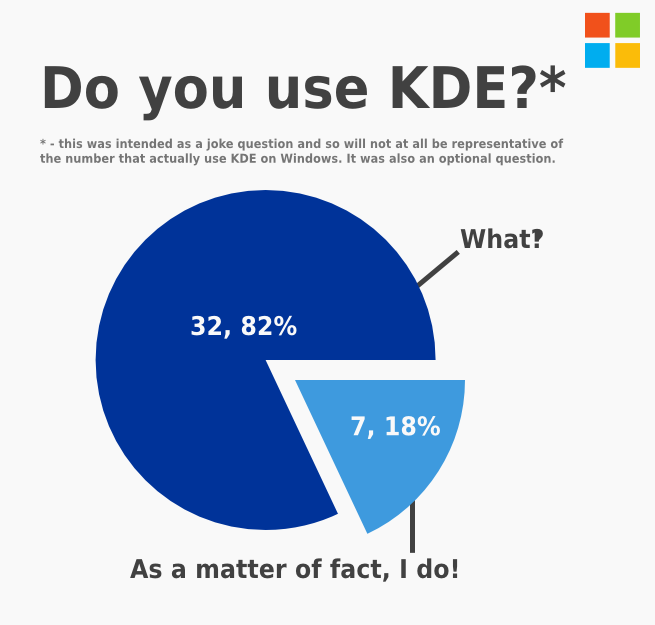 Do you use KDE?*
* - this was intended as a joke question and so will not at all be representative of
the number that actually use KDE on Windows. It was also an optional question.
What‽
32, 82%
7, 18%
As a matter of fact, I do!